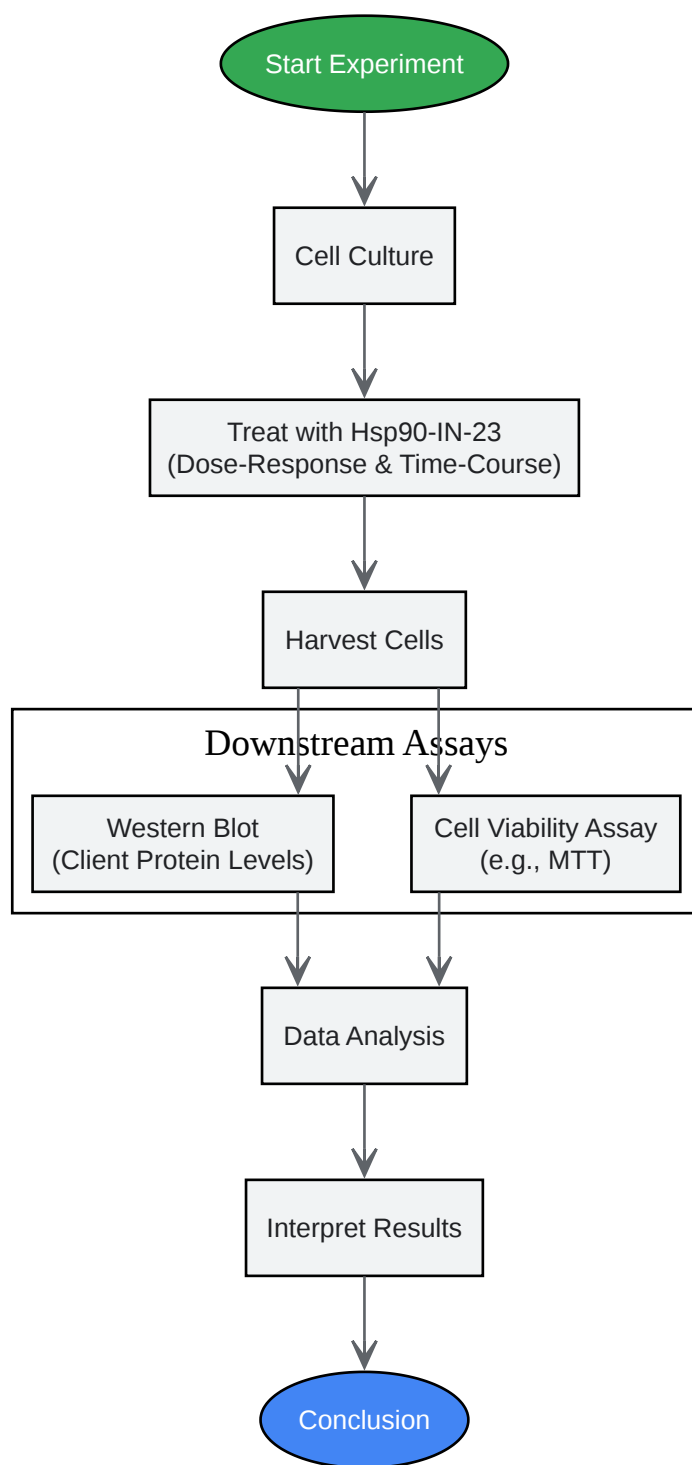 Start Experiment
Cell Culture
Treat with Hsp90-IN-23
(Dose-Response & Time-Course)
Harvest Cells
Downstream Assays
Western Blot
(Client Protein Levels)
Cell Viability Assay
(e.g., MTT)
Data Analysis
Interpret Results
Conclusion